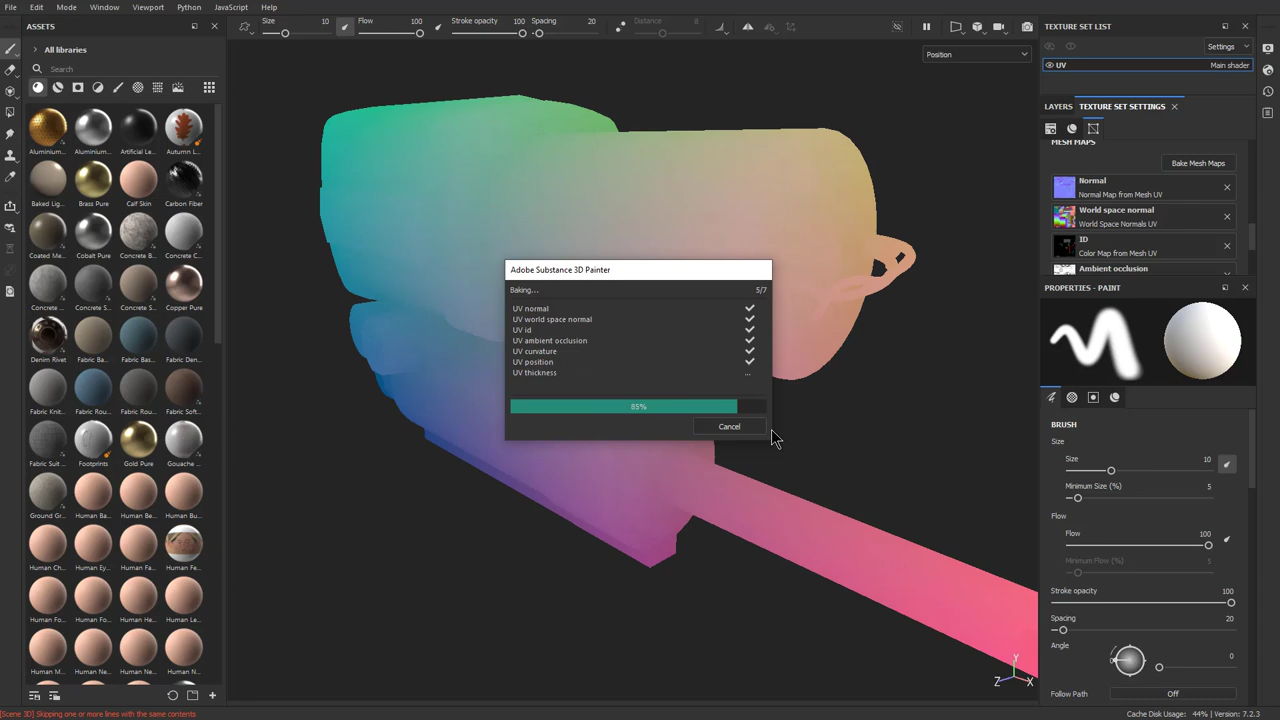 File Edit Mode Window Viewport Python JavaScript Help
Size 10
Flow 100
Stroke opacity 100
Spacing 20
Distance 8
ASSETS
All libraries
Search
Aluminium... Aluminium... Artificial Le... Autumn L...
Baked Lig... Brass Pure Calf Skin Carbon Fiber
Coated Me... Cobalt Pure Concrete B... Concrete C...
Concrete S... Concrete S... Concrete S... Copper Pure
Denim Rivet Fabric Ba... Fabric Bas... Fabric Den...
Fabric Knit... Fabric Rou... Fabric Rou... Fabric Soft...
Fabric Suit ... Footprints Gold Pure Gouache ...
Ground Gr... Human Ba... Human Be... Human Bu...
Human Ch... Human Ey... Human Fa... Human Fe...
Human Fo... Human Fo... Human He... Human Le...
Human M... Human Ne... Human Ne... Human N...
Position
Adobe Substance 3D Painter
Baking... 5/7
UV normal
UV world space normal
UV id
UV ambient occlusion
UV curvature
UV position
UV thickness ...
85%
Cancel
Y
Z X
TEXTURE SET LIST
Settings
UV Main shader
LAYERS TEXTURE SET SETTINGS
MESH MAPS
Bake Mesh Maps
Normal
Normal Map from Mesh UV
World space normal
World Space Normals UV
ID
Color Map from Mesh UV
Ambient occlusion
PROPERTIES - PAINT
BRUSH
Size
Size 10
Minimum Size (%) 5
Flow
Flow 100
Minimum Flow (%) 5
Stroke opacity 100
Spacing 20
Angle 0
Follow Path Off
[Scene 3D] Skipping one or more lines with the same contents
Cache Disk Usage: 44% | Version: 7.2.3